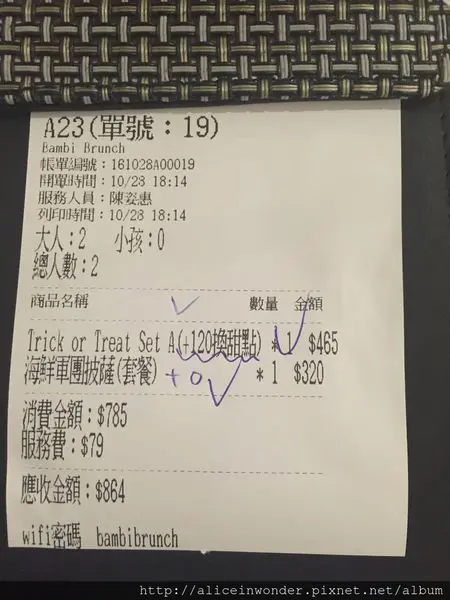 A23(單號：19)
Bambi Brunch
帳單編號：161028A00019
開單時間：10/28 18:14
服務人員：陳姿惠
列印時間：10/28 18:14
大人：2 小孩：0
總人數：2
商品名稱 數量 金額
Trick or Treat Set A(+120換甜點) * 1 $465
海鮮軍團披薩(套餐) +0 * 1 $320
消費金額：$785
服務費：$79
應收金額：$864
wifi密碼 bambibrunch
http://aliceinwonder.pixnet.net/album